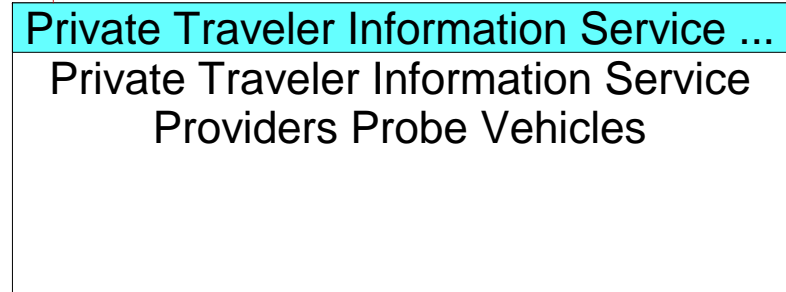 Private Traveler Information Service ...
Private Traveler Information Service
Providers Probe Vehicles